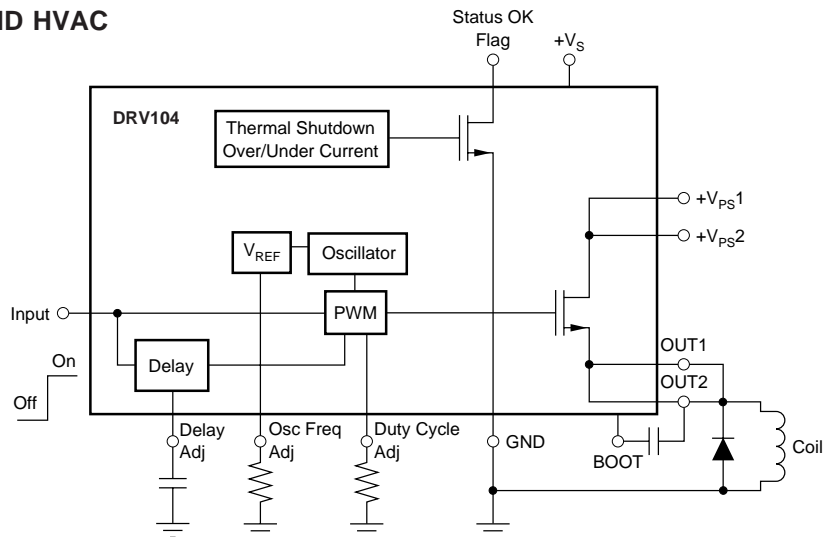 ND HVAC
Status OK
Flag
+VS
DRV104
Thermal Shutdown
Over/Under Current
+VPS1
+VPS2
VREF
Oscillator
Input
PWM
On
Off
Delay
OUT1
OUT2
Delay
Adj
Osc Freq
Adj
Duty Cycle
Adj
GND
BOOT
Coil